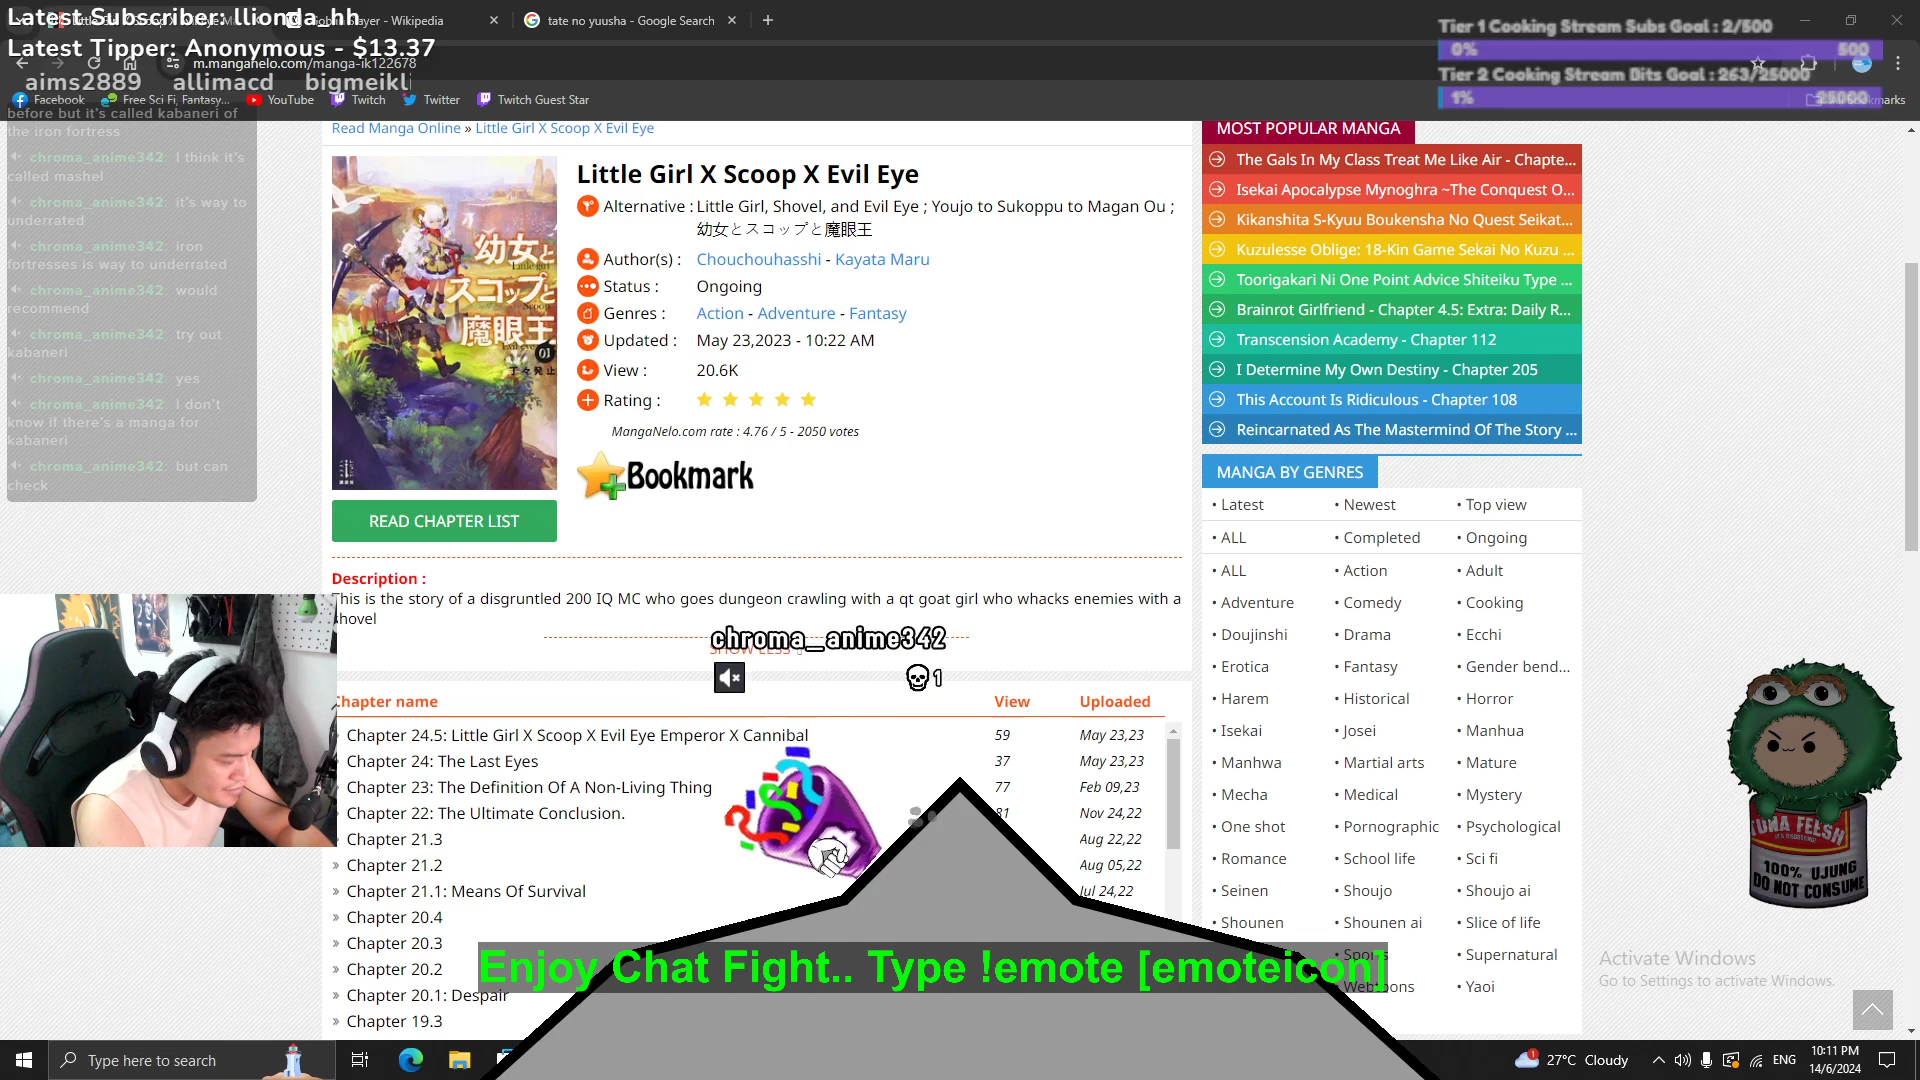 Latest Subscriber: llionda_hh
Latest Tipper: Anonymous - $13.37
aims2889 allimacd bigmeikl
Slayer - Wikipedia
tate no yuusha - Google Search
m.manganelo.com/manga-ik122678
Facebook
Free Sci Fi, Fantasy...
YouTube
Twitch
Twitter
Twitch Guest Star
Tier 1 Cooking Stream Subs Goal : 2/500
0% 500
Tier 2 Cooking Stream Bits Goal : 263/25000
1% 25000
before but it's called kabaneri of
the iron fortress
chroma_anime342: I think it's
called mashel
chroma_anime342: it's way to
underrated
chroma_anime342: iron
fortresses is way to underrated
chroma_anime342: would
recommend
chroma_anime342: try out
kabaneri
chroma_anime342: yes
chroma_anime342: I don't
know if there's a manga for
kabaneri
chroma_anime342: but can
check
Read Manga Online » Little Girl X Scoop X Evil Eye
幼女と
Little girl
スコップと
Scoop
魔眼王
Evil eye
01
丁々発止
Little Girl X Scoop X Evil Eye
Alternative : Little Girl, Shovel, and Evil Eye ; Youjo to Sukoppu to Magan Ou ;
幼女とスコップと魔眼王
Author(s) : Chouchouhasshi - Kayata Maru
Status : Ongoing
Genres : Action - Adventure - Fantasy
Updated : May 23,2023 - 10:22 AM
View : 20.6K
Rating :
MangaNelo.com rate : 4.76 / 5 - 2050 votes
Bookmark
READ CHAPTER LIST
Description :
This is the story of a disgruntled 200 IQ MC who goes dungeon crawling with a qt goat girl who whacks enemies with a
shovel
chroma_anime342
SHOW LESS
1
Chapter name View Uploaded
Chapter 24.5: Little Girl X Scoop X Evil Eye Emperor X Cannibal 59 May 23,23
Chapter 24: The Last Eyes 37 May 23,23
Chapter 23: The Definition Of A Non-Living Thing 77 Feb 09,23
Chapter 22: The Ultimate Conclusion. 81 Nov 24,22
Chapter 21.3 Aug 22,22
Chapter 21.2 Aug 05,22
Chapter 21.1: Means Of Survival Jul 24,22
Chapter 20.4
Chapter 20.3
Chapter 20.2
Chapter 20.1: Despair
Chapter 19.3
Enjoy Chat Fight.. Type !emote [emoteicon]
MOST POPULAR MANGA
The Gals In My Class Treat Me Like Air - Chapte...
Isekai Apocalypse Mynoghra ~The Conquest O...
Kikanshita S-Kyuu Boukensha No Quest Seikat...
Kuzulesse Oblige: 18-Kin Game Sekai No Kuzu ...
Toorigakari Ni One Point Advice Shiteiku Type ...
Brainrot Girlfriend - Chapter 4.5: Extra: Daily R...
Transcension Academy - Chapter 112
I Determine My Own Destiny - Chapter 205
This Account Is Ridiculous - Chapter 108
Reincarnated As The Mastermind Of The Story ...
MANGA BY GENRES
• Latest • Newest • Top view
• ALL • Completed • Ongoing
• ALL • Action • Adult
• Adventure • Comedy • Cooking
• Doujinshi • Drama • Ecchi
• Erotica • Fantasy • Gender bend...
• Harem • Historical • Horror
• Isekai • Josei • Manhua
• Manhwa • Martial arts • Mature
• Mecha • Medical • Mystery
• One shot • Pornographic • Psychological
• Romance • School life • Sci fi
• Seinen • Shoujo • Shoujo ai
• Shounen • Shounen ai • Slice of life
• Sports • Supernatural
• Webtoons • Yaoi
TUNA FEESH
100% UJUNG
DO NOT CONSUME
Activate Windows
Go to Settings to activate Windows.
Type here to search
1
27°C Cloudy
ENG
10:11 PM
14/6/2024